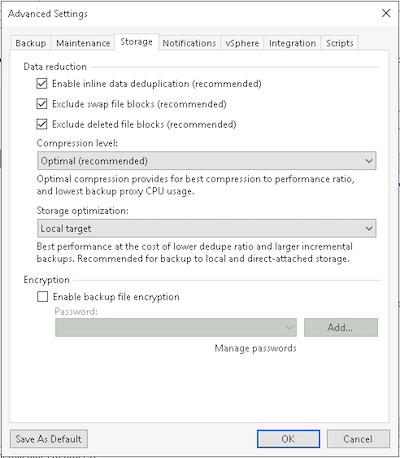 Advanced Settings
Backup Maintenance Storage Notifications vSphere Integration Scripts
Data reduction
Enable inline data deduplication (recommended)
Exclude swap file blocks (recommended)
Exclude deleted file blocks (recommended)
Compression level:
Optimal (recommended)
Optimal compression provides for best compression to performance ratio,
and lowest backup proxy CPU usage.
Storage optimization:
Local target
Best performance at the cost of lower dedupe ratio and larger incremental
backups. Recommended for backup to local and direct-attached storage.
Encryption
Enable backup file encryption
Password:
Add...
Manage passwords
Save As Default OK Cancel